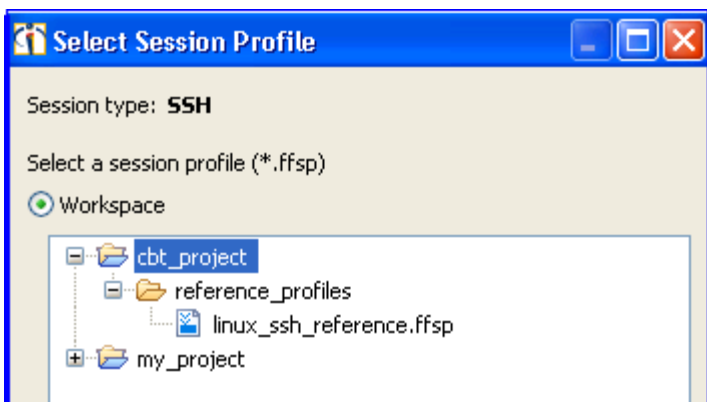 Select Session Profile
Session type: SSH
Select a session profile (*.ffsp)
Workspace
cbt_project
reference_profiles
linux_ssh_reference.ffsp
my_project